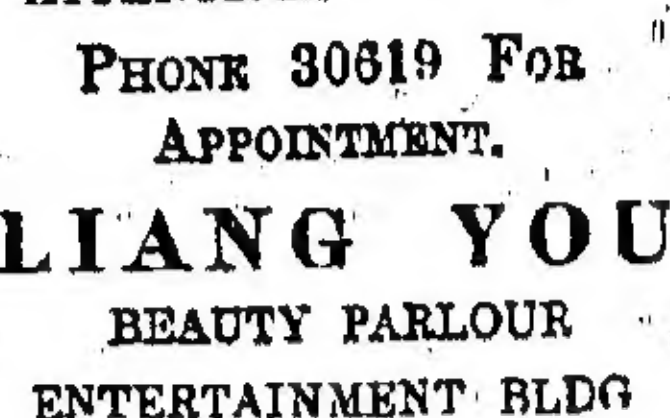 PHONE 30619 FOR
APPOINTMENT.
LIANG YOU
BEAUTY PARLOUR
ENTERTAINMENT BLDG